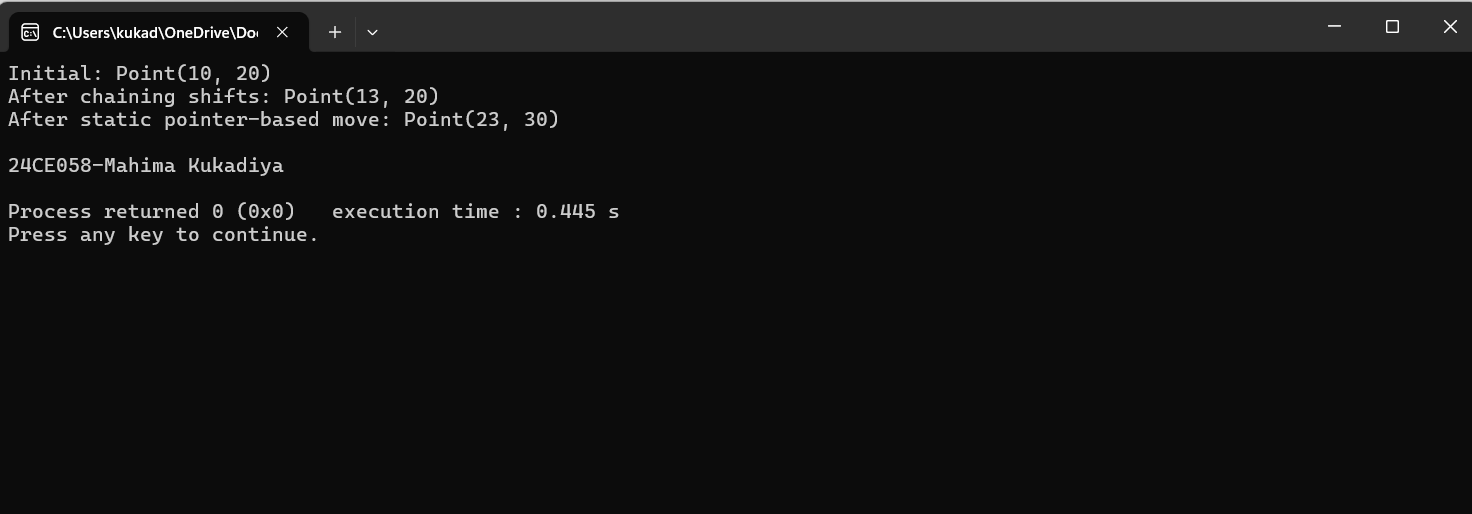 C:\Users\kukad\OneDrive\Do
Initial: Point(10, 20)
After chaining shifts: Point(13, 20)
After static pointer-based move: Point(23, 30)
24CE058-Mahima Kukadiya
Process returned 0 (0x0)   execution time : 0.445 s
Press any key to continue.